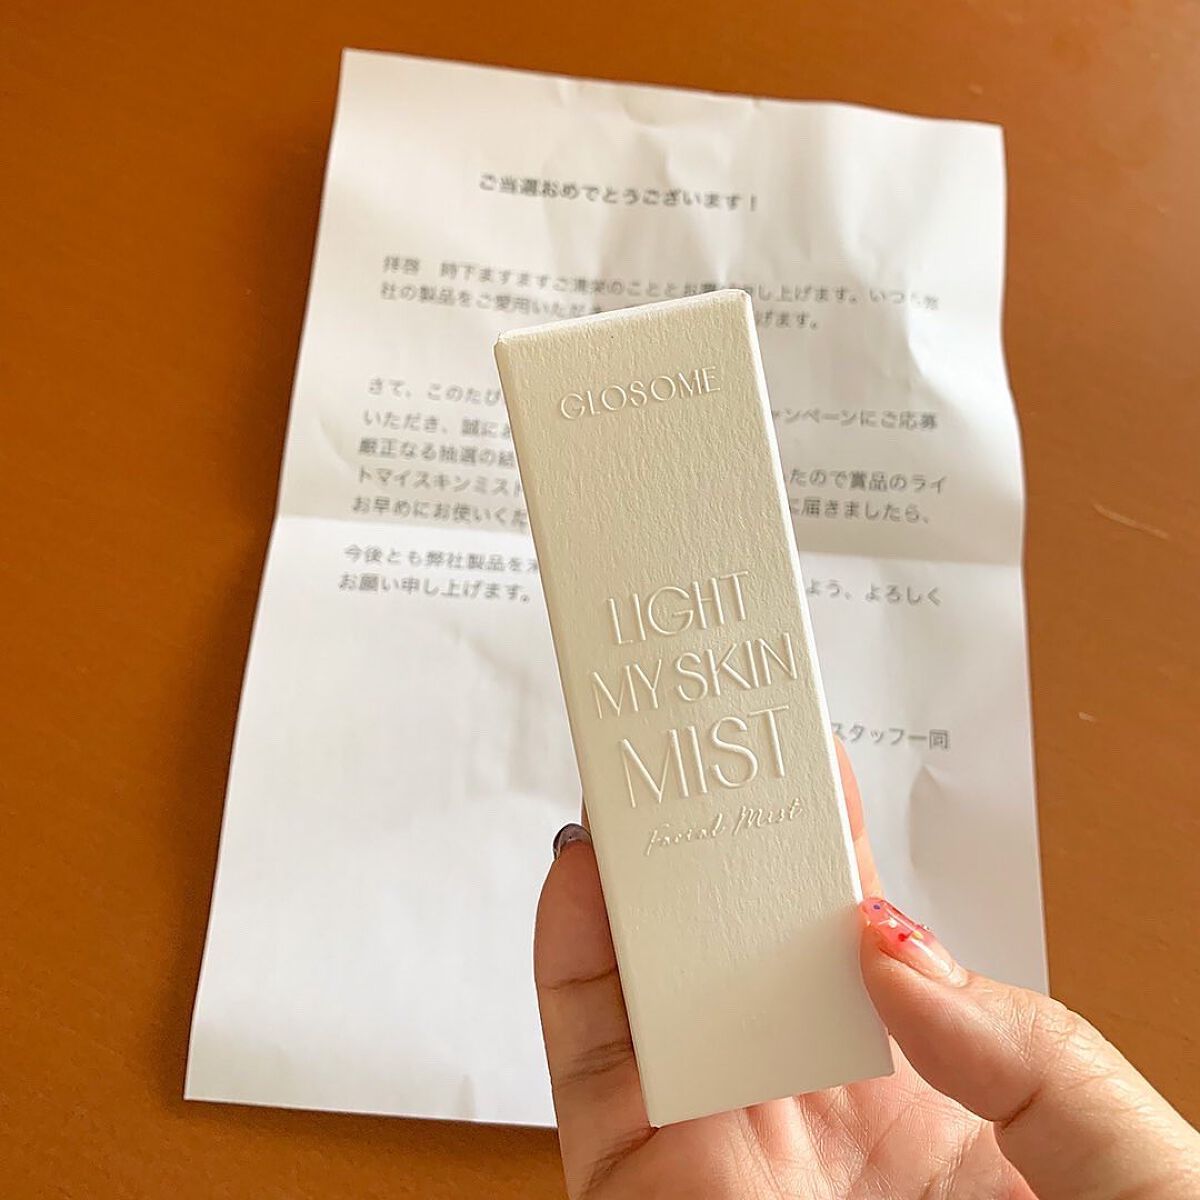 ご当選おめでとうございます！
拝啓　時下ますますご清栄のこととお慶び申し上げます。いつも弊
社の製品をご愛用いただき
げます。
さて、このたび
ャンペーンにご応募
いただき、誠にあ
厳正なる抽選の結
たので賞品のライ
トマイスキンミスト
に届きましたら、
お早めにお使いくだ
今後とも弊社製品を
よう、よろしく
お願い申し上げます。
スタッフ一同
GLOSOME
LIGHT
MY SKIN
MIST
Facial Mist